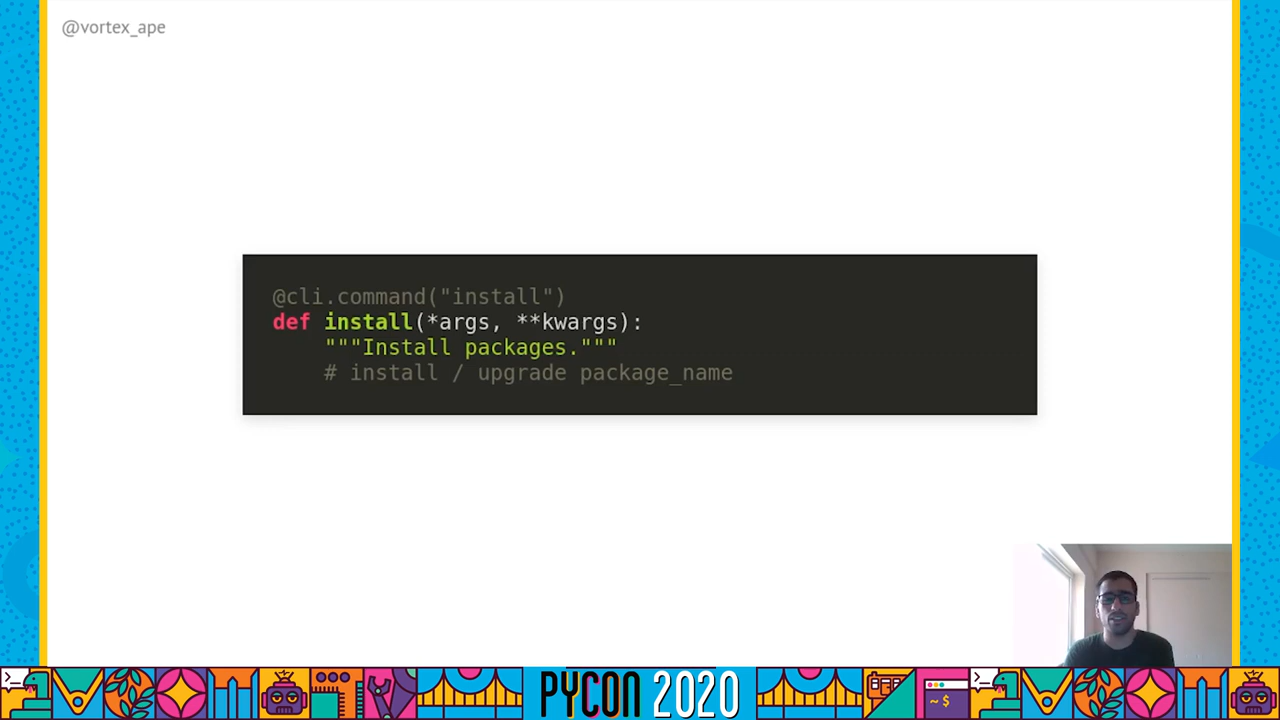 @vortex_ape
@cli.command("install")
def install(*args, **kwargs):
    """Install packages."""
    # install / upgrade package_name
PYCON 2020
~$